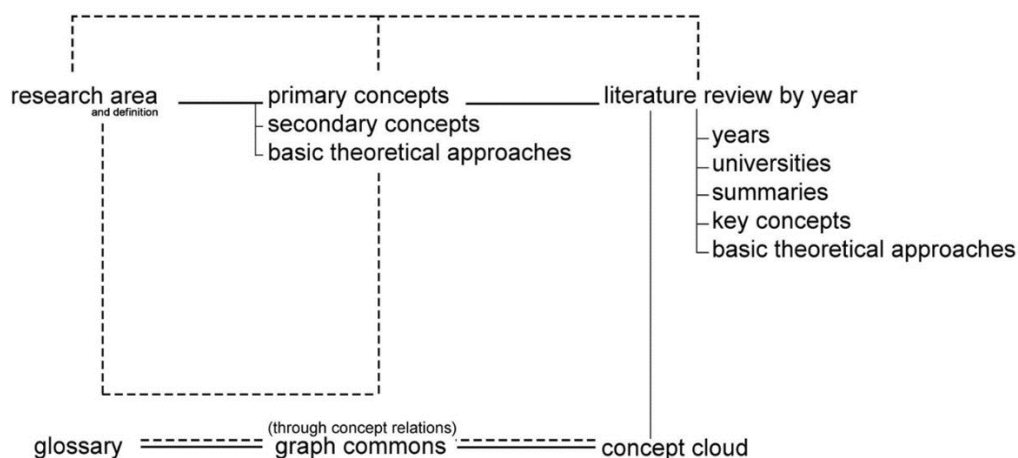 research area
and definition
primary concepts
secondary concepts
basic theoretical approaches
literature review by year
years
universities
summaries
key concepts
basic theoretical approaches
glossary
(through concept relations)
graph commons
concept cloud